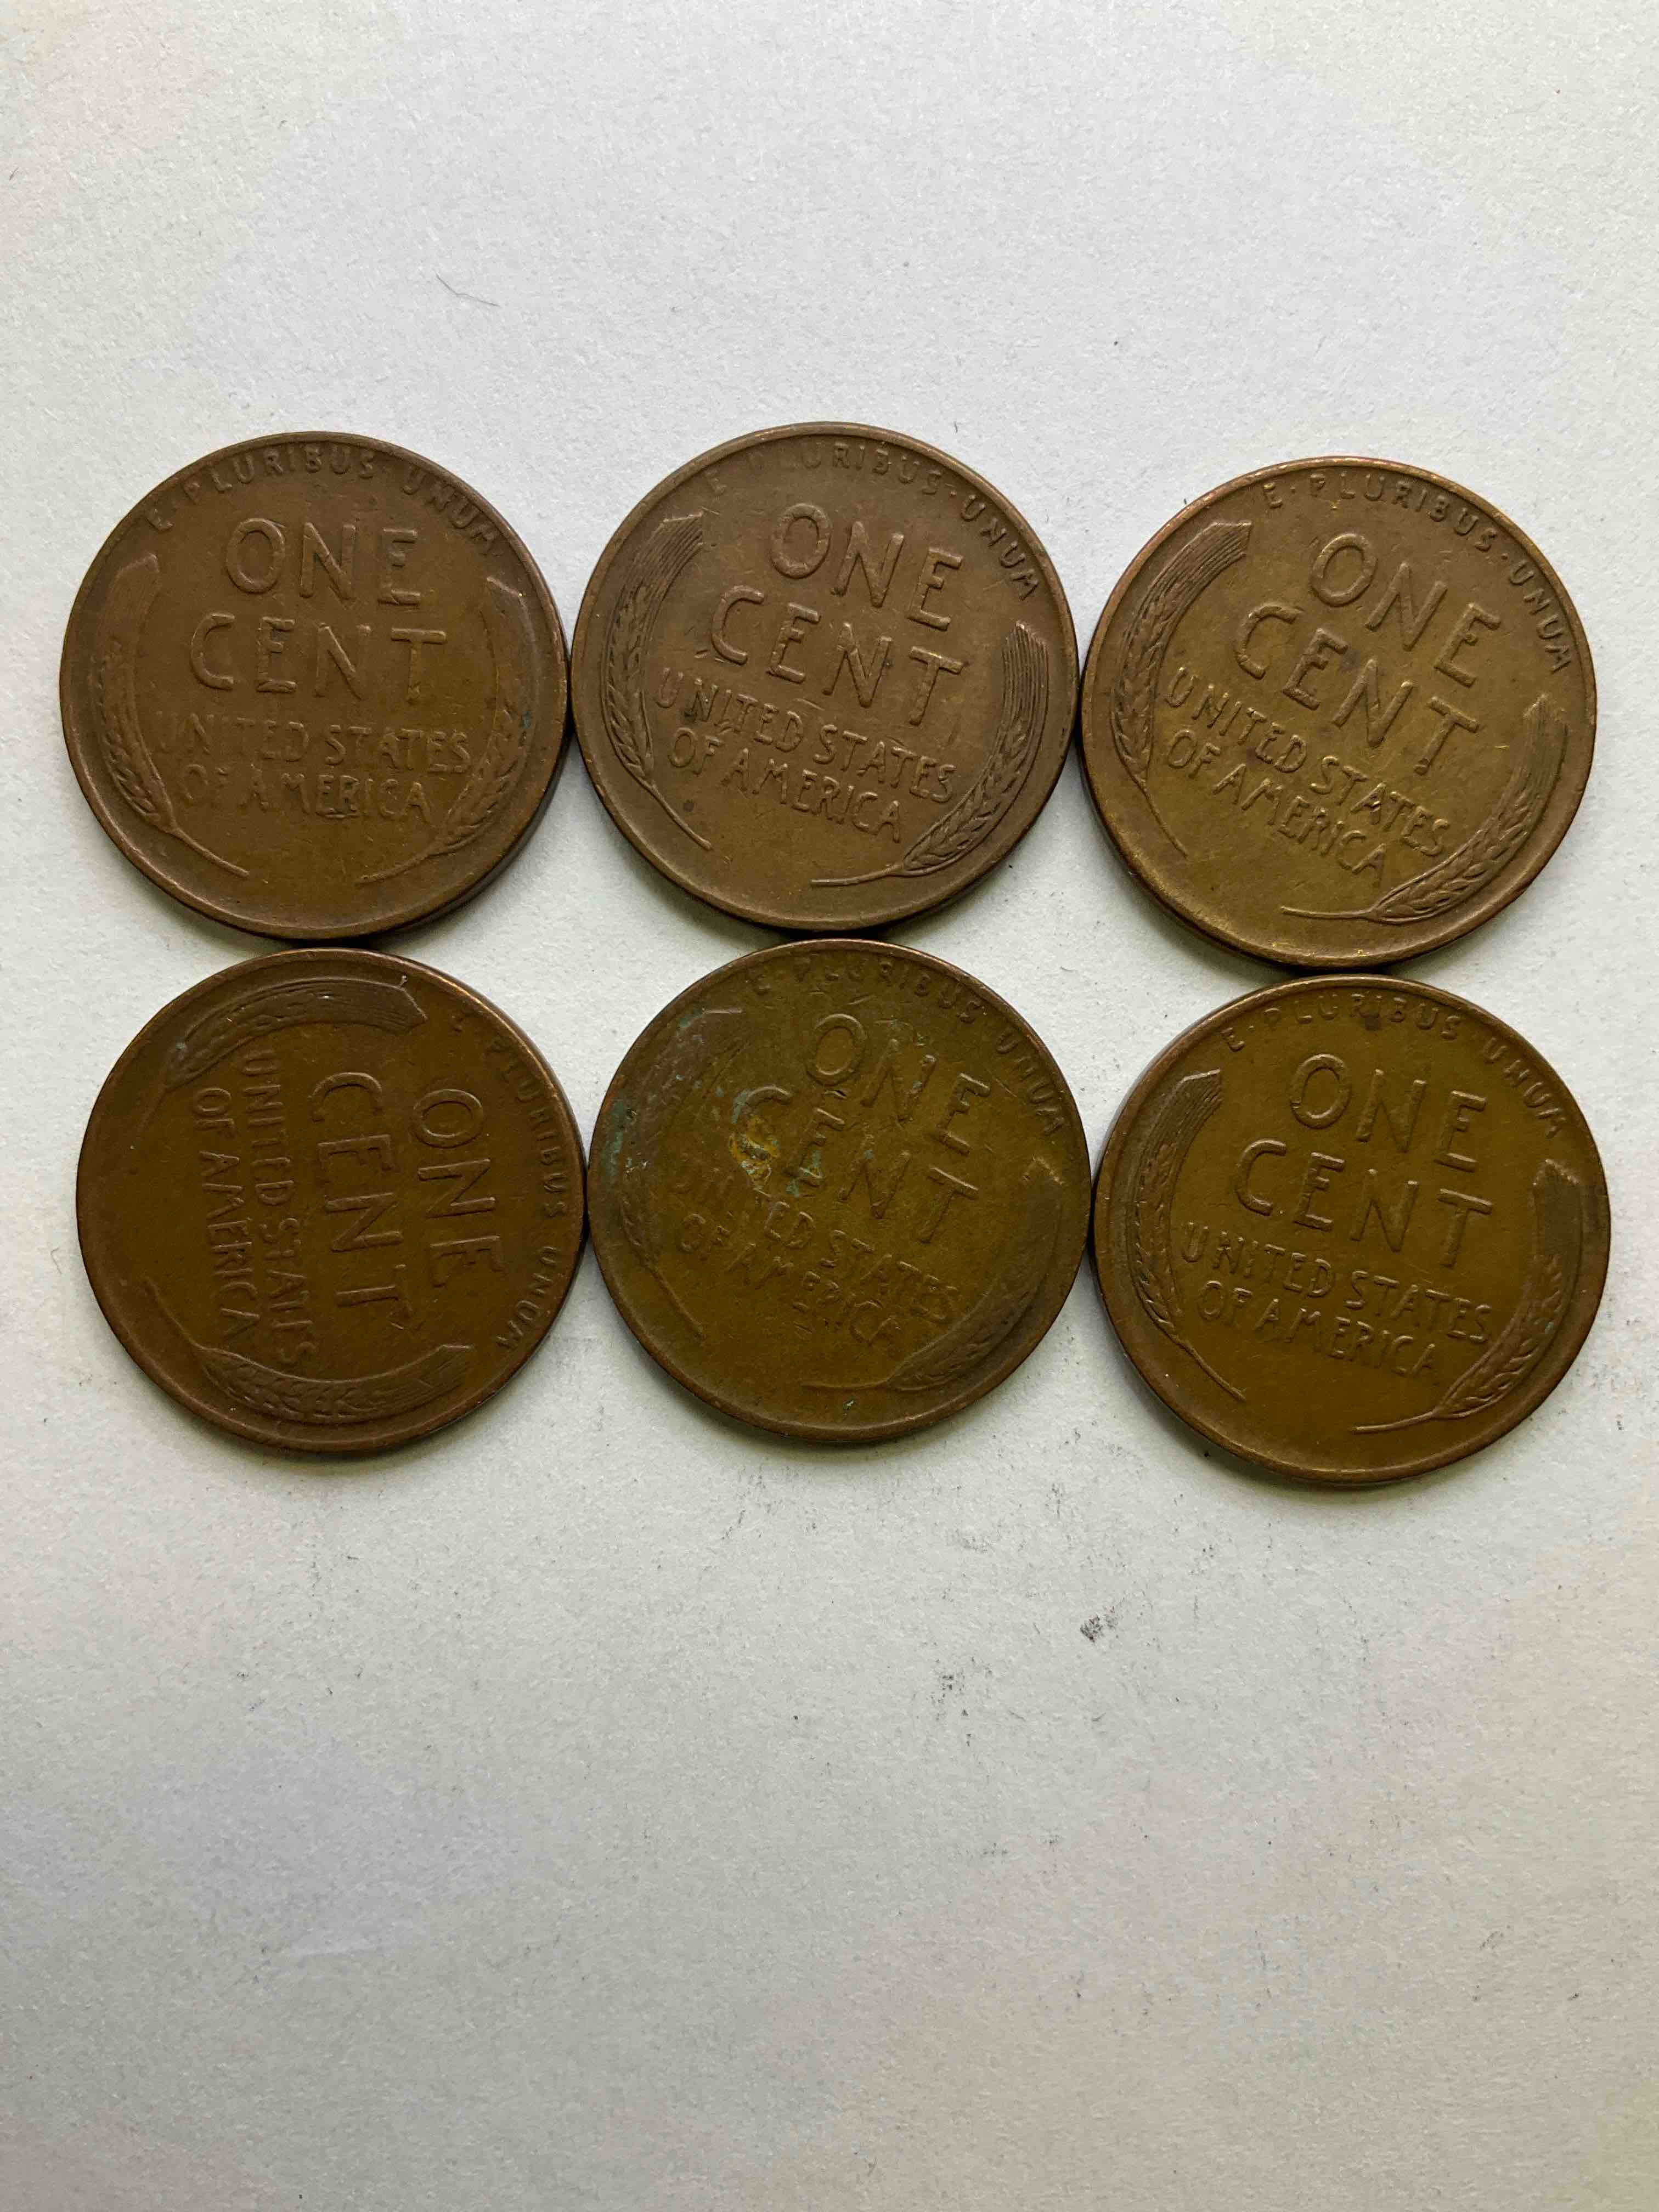 E · PLURIBUS · UNUM
ONE
CENT
UNITED STATES
OF AMERICA
E PLURIBUS · UNUM
ONE
CENT
UNITED STATES
OF AMERICA
E · PLURIBUS · UNUM
ONE
CENT
UNITED STATES
OF AMERICA
E PLURIBUS UNUM
ONE
CENT
UNITED STATES
OF AMERICA
E · PLURIBUS · UNUM
ONE
CENT
UNITED STATES
OF AMERICA
E · PLURIBUS · UNUM
ONE
CENT
UNITED STATES
OF AMERICA